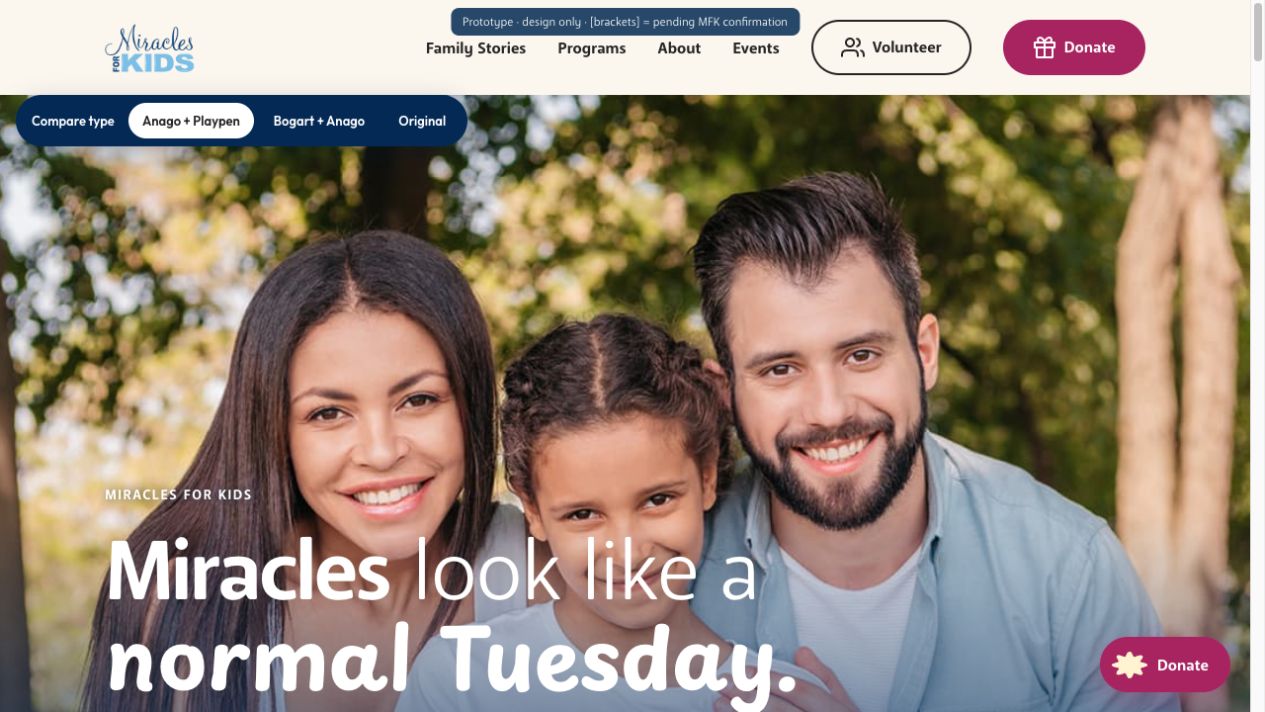 Prototype · design only · [brackets] = pending MFK confirmation
Miracles
FOR KIDS
Family Stories
Programs
About
Events
Volunteer
Donate
Compare type
Anago + Playpen
Bogart + Anago
Original
MIRACLES FOR KIDS
Miracles look like a
normal Tuesday.
Donate